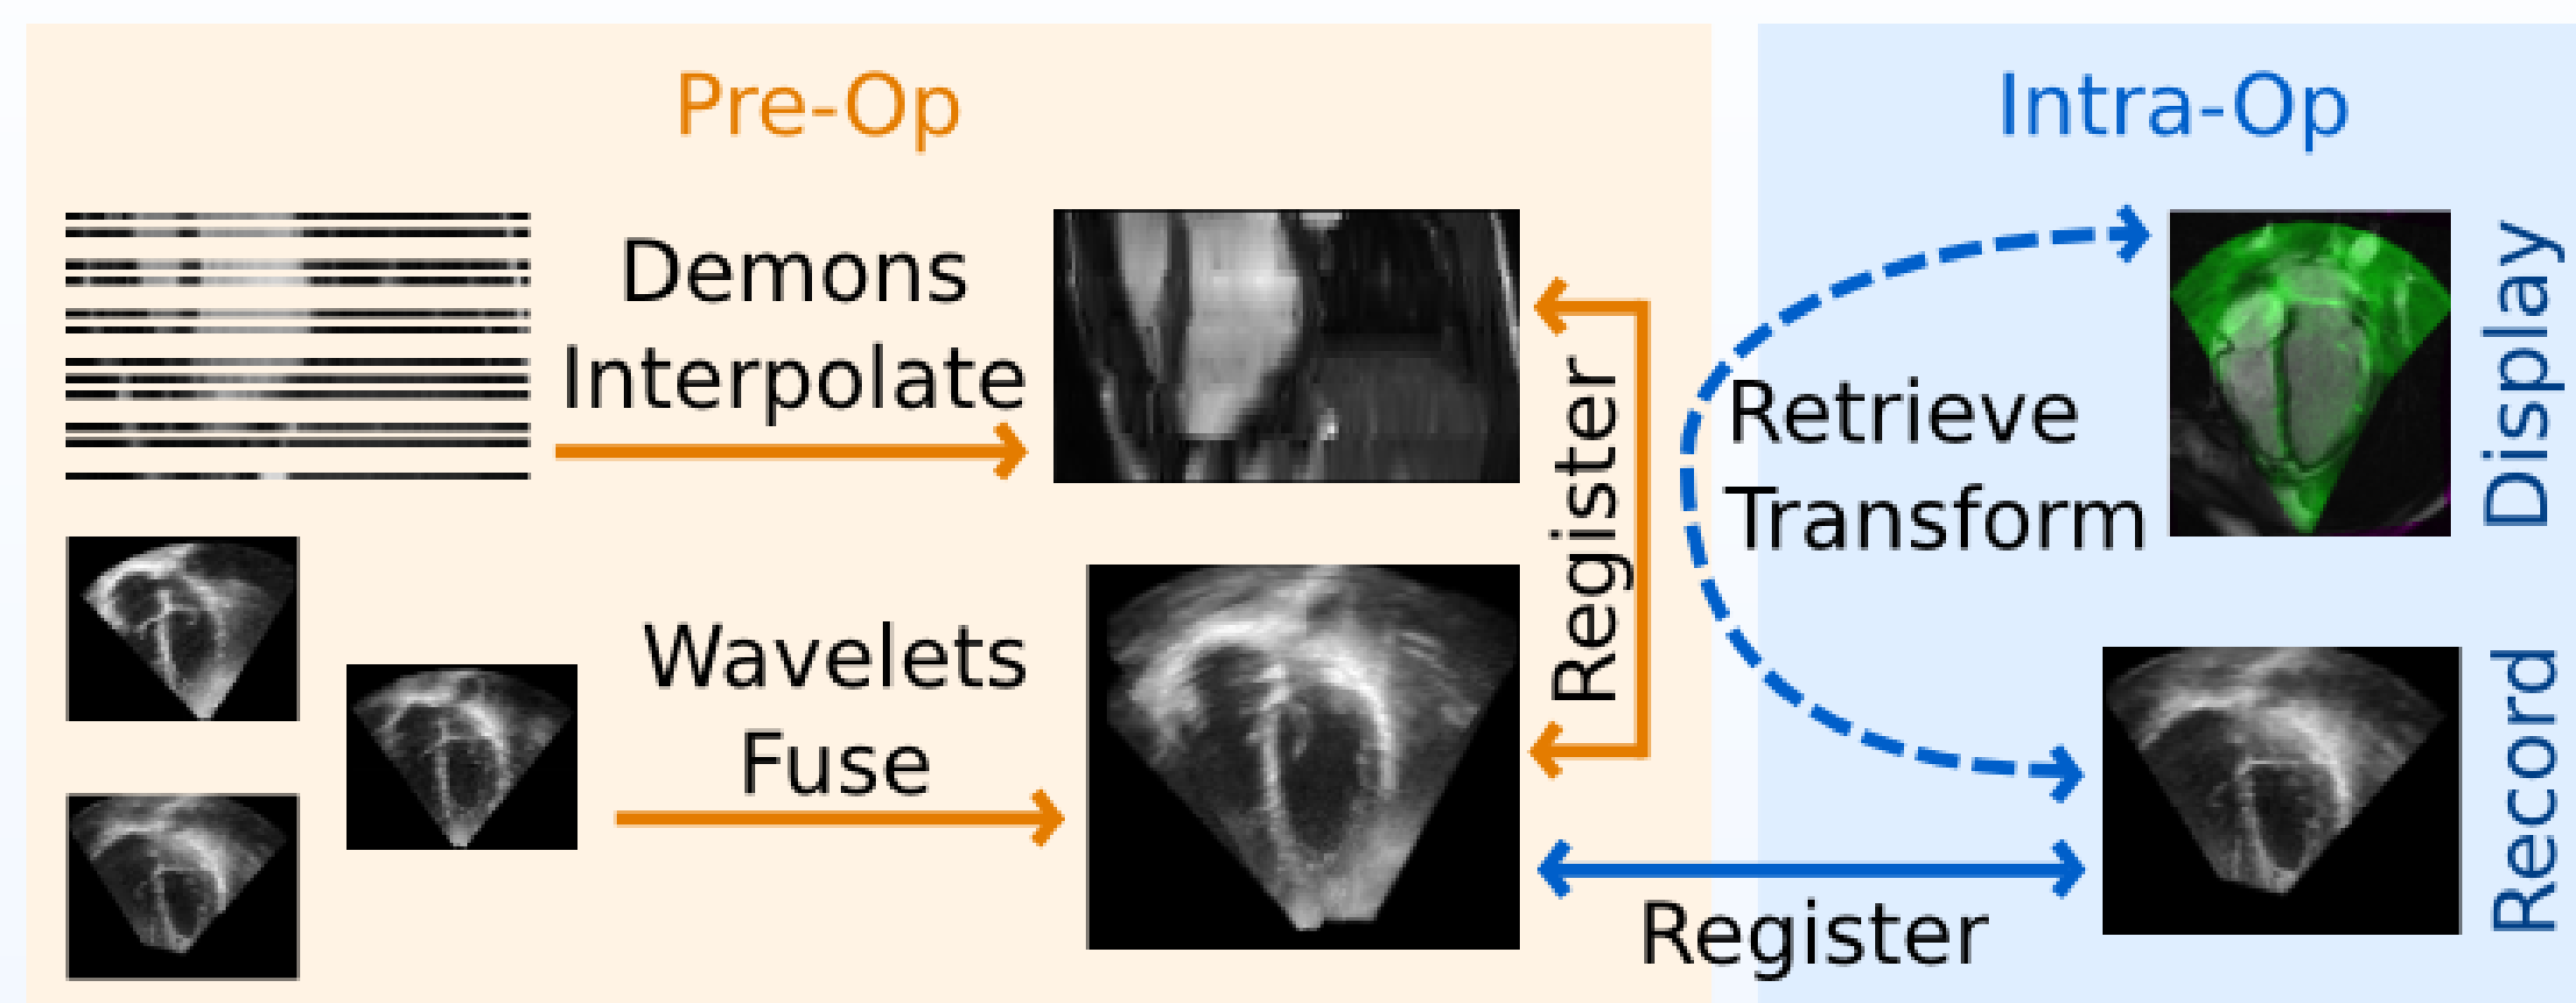 Pre-Op
Intra-Op
Demons
Interpolate
Register
Retrieve
Transform
Display
Wavelets
Fuse
Register
Record